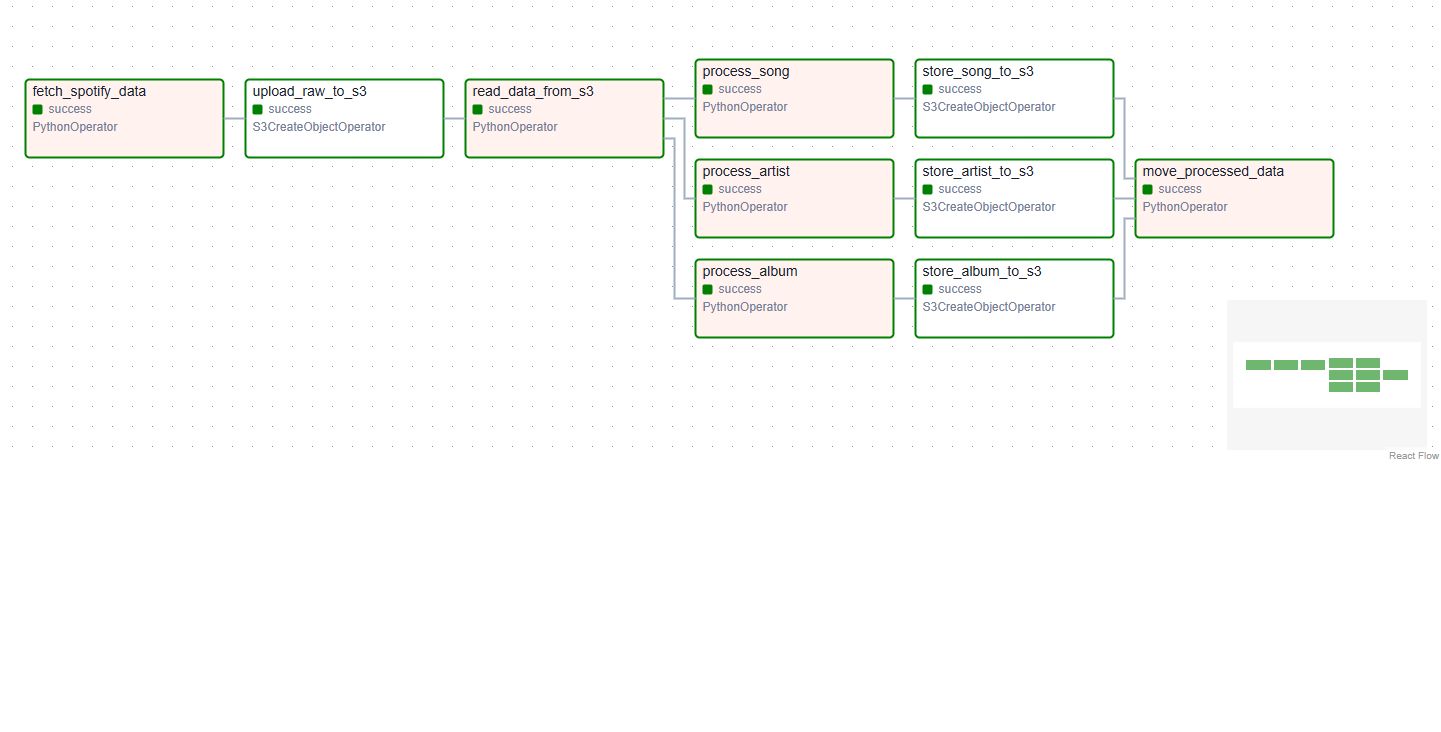 fetch_spotify_data
success
PythonOperator
upload_raw_to_s3
success
S3CreateObjectOperator
read_data_from_s3
success
PythonOperator
process_song
success
PythonOperator
store_song_to_s3
success
S3CreateObjectOperator
process_artist
success
PythonOperator
store_artist_to_s3
success
S3CreateObjectOperator
process_album
success
PythonOperator
store_album_to_s3
success
S3CreateObjectOperator
move_processed_data
success
PythonOperator
React Flow